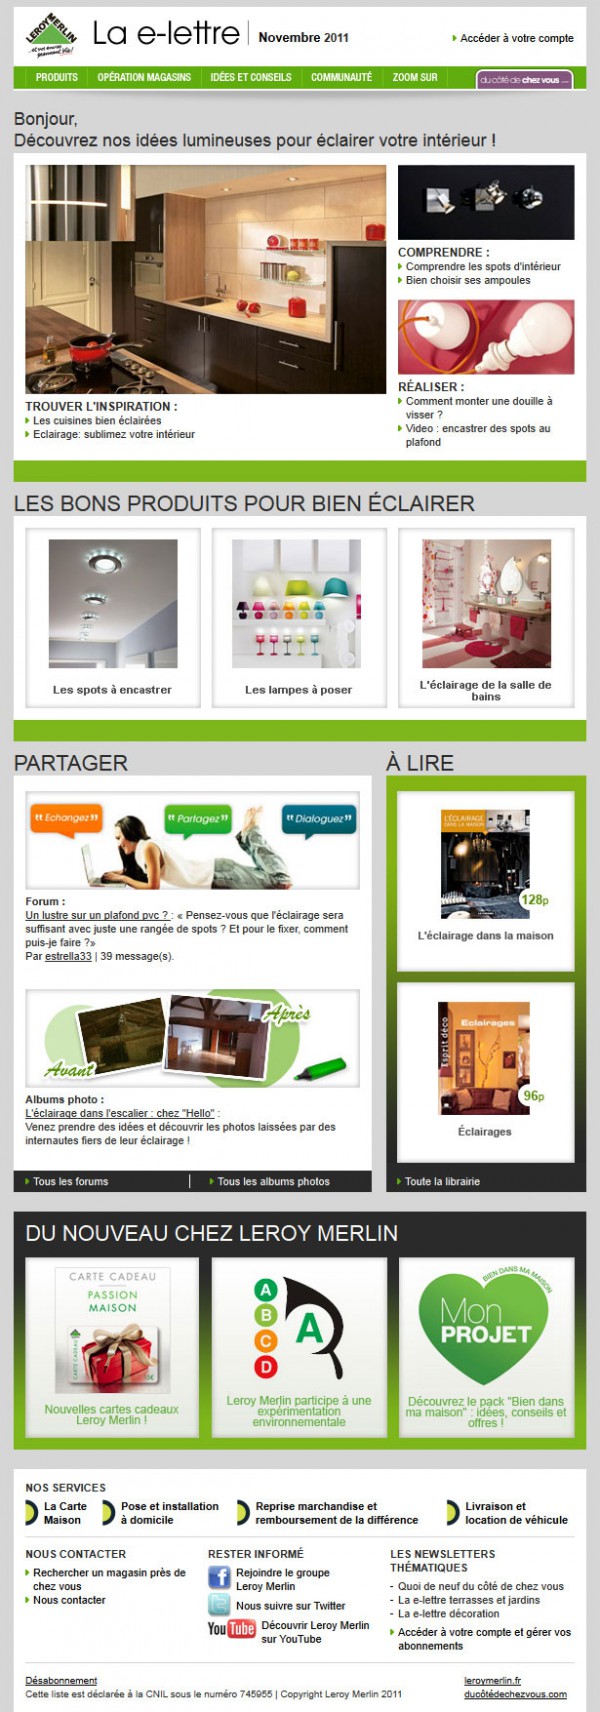 LEROY MERLIN
...et vos envies prennent vie !
La e-lettre
Novembre 2011
Accéder à votre compte
PRODUITS
OPÉRATION MAGASINS
IDÉES ET CONSEILS
COMMUNAUTÉ
ZOOM SUR
du côté de chez vous
Bonjour,
Découvrez nos idées lumineuses pour éclairer votre intérieur !
TROUVER L'INSPIRATION :
Les cuisines bien éclairées
Eclairage: sublimez votre intérieur
COMPRENDRE :
Comprendre les spots d'intérieur
Bien choisir ses ampoules
RÉALISER :
Comment monter une douille à
visser ?
Video : encastrer des spots au
plafond
LES BONS PRODUITS POUR BIEN ÉCLAIRER
Les spots à encastrer
Les lampes à poser
L'éclairage de la salle de
bains
PARTAGER
"Echangez"
"Partagez"
"Dialoguez"
Forum :
Un lustre sur un plafond pvc ? : « Pensez-vous que l'éclairage sera
suffisant avec juste une rangée de spots ? Et pour le fixer, comment
puis-je faire ?»
Par estrella33 | 39 message(s).
Avant
Après
Albums photo :
L'éclairage dans l'escalier : chez "Hello" :
Venez prendre des idées et découvrir les photos laissées par des
internautes fiers de leur éclairage !
Tous les forums
Tous les albums photos
À LIRE
L'ÉCLAIRAGE
DANS LA MAISON
128p
L'éclairage dans la maison
Esprit déco
Eclairages
96p
Éclairages
Toute la librairie
DU NOUVEAU CHEZ LEROY MERLIN
CARTE CADEAU
PASSION
MAISON
CARTE CADEAU
Nouvelles cartes cadeaux
Leroy Merlin !
A
B
C
D
A
Leroy Merlin participe à une
expérimentation
environnementale
BIEN DANS MA MAISON
Mon
PROJET
Découvrez le pack "Bien dans
ma maison" : idées, conseils et
offres !
NOS SERVICES
La Carte
Maison
Pose et installation
à domicile
Reprise marchandise et
remboursement de la différence
Livraison et
location de véhicule
NOUS CONTACTER
Rechercher un magasin près de
chez vous
Nous contacter
RESTER INFORMÉ
Rejoindre le groupe
Leroy Merlin
Nous suivre sur Twitter
YouTube
Découvrir Leroy Merlin
sur YouTube
LES NEWSLETTERS
THÉMATIQUES
- Quoi de neuf du côté de chez vous
- La e-lettre terrasses et jardins
- La e-lettre décoration
Accéder à votre compte et gérer vos
abonnements
Désabonnement
Cette liste est déclarée à la CNIL sous le numéro 745955 | Copyright Leroy Merlin 2011
leroymerlin.fr
ducôtédechezvous.com